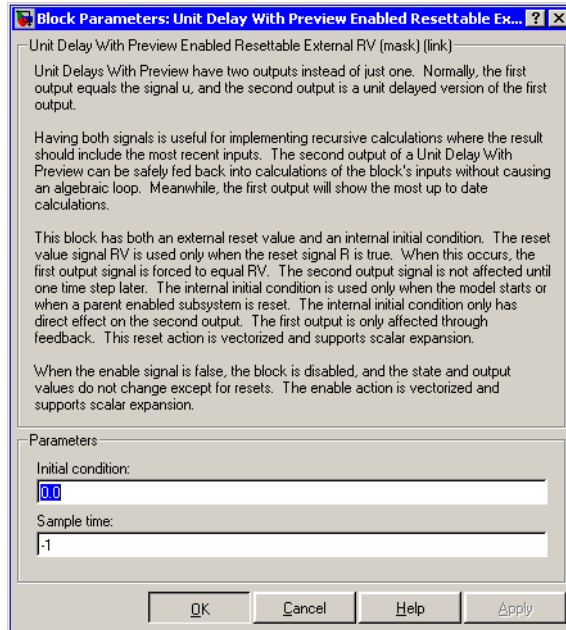 Block Parameters: Unit Delay With Preview Enabled Resettable Ex...
Unit Delay With Preview Enabled Resettable External RV (mask) (link)
Unit Delays With Preview have two outputs instead of just one. Normally, the first
output equals the signal u, and the second output is a unit delayed version of the first
output.
Having both signals is useful for implementing recursive calculations where the result
should include the most recent inputs. The second output of a Unit Delay With
Preview can be safely fed back into calculations of the block's inputs without causing
an algebraic loop. Meanwhile, the first output will show the most up to date
calculations.
This block has both an external reset value and an internal initial condition. The reset
value signal RV is used only when the reset signal R is true. When this occurs, the
first output signal is forced to equal RV. The second output signal is not affected until
one time step later. The internal initial condition is used only when the model starts or
when a parent enabled subsystem is reset. The internal initial condition only has
direct effect on the second output. The first output is only affected through
feedback. This reset action is vectorized and supports scalar expansion.
When the enable signal is false, the block is disabled, and the state and output
values do not change except for resets. The enable action is vectorized and
supports scalar expansion.
Parameters
Initial condition:
0.0
Sample time:
-1
OK Cancel Help Apply